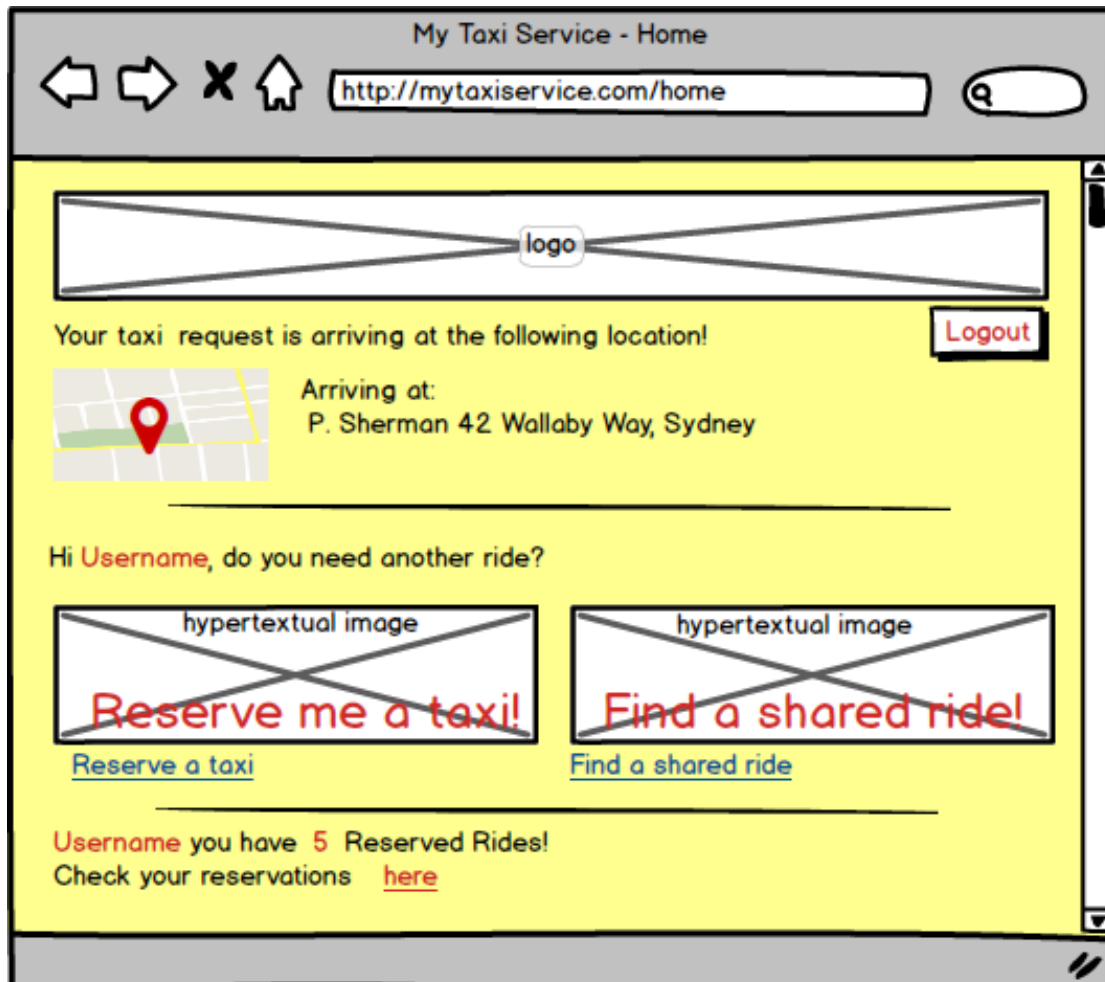 My Taxi Service - Home
http://mytaxiservice.com/home
logo
Your taxi request is arriving at the following location!
Logout
Arriving at:
P. Sherman 42 Wallaby Way, Sydney
Hi Username, do you need another ride?
hypertextual image
Reserve me a taxi!
Reserve a taxi
hypertextual image
Find a shared ride!
Find a shared ride
Username you have 5 Reserved Rides!
Check your reservations here